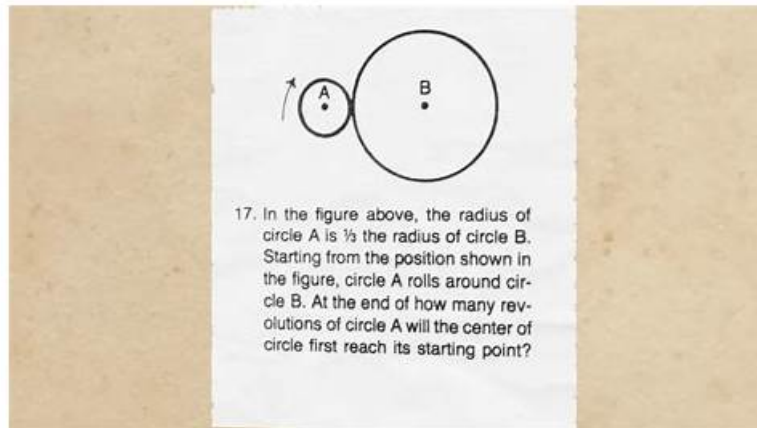 A
B
17. In the figure above, the radius of
circle A is ⅓ the radius of circle B.
Starting from the position shown in
the figure, circle A rolls around cir-
cle B. At the end of how many rev-
olutions of circle A will the center of
circle first reach its starting point?